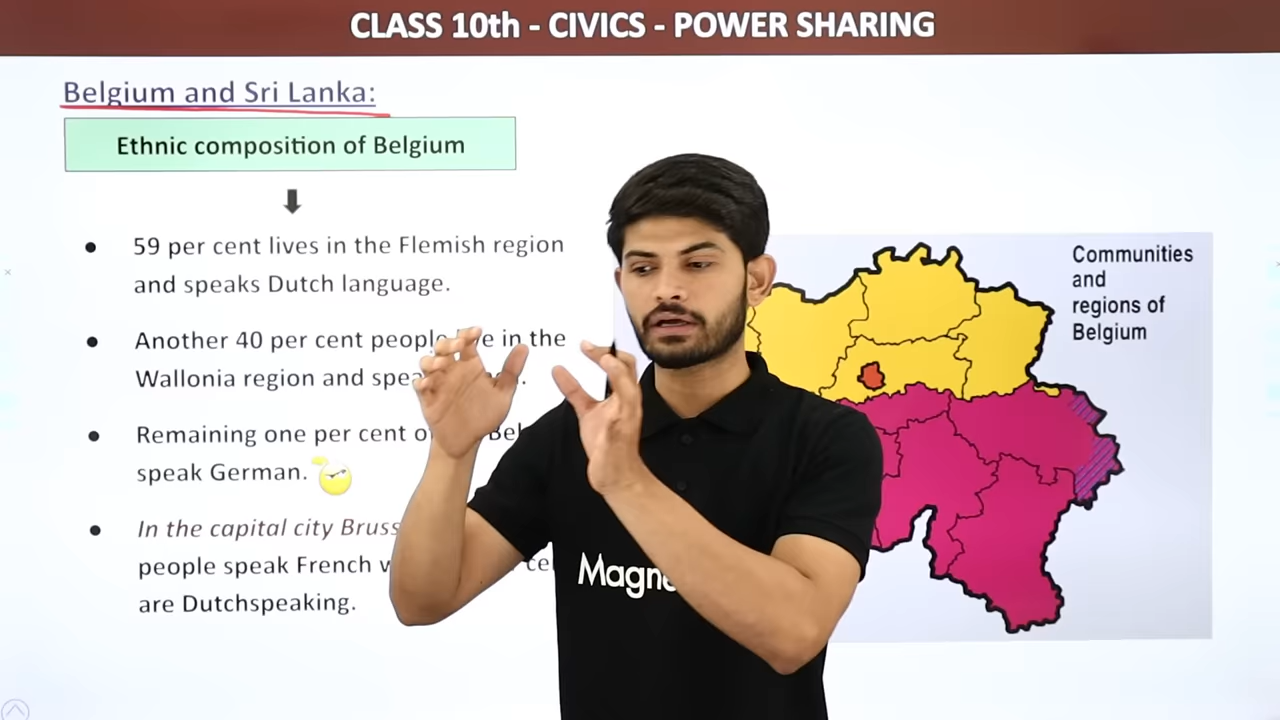 CLASS 10th - CIVICS - POWER SHARING
Belgium and Sri Lanka:
Ethnic composition of Belgium
59 per cent lives in the Flemish region
and speaks Dutch language.
Another 40 per cent people in the
Wallonia region and
Remaining one per cent
speak German.
In the capital city
people speak French
are Dutchspeaking.
Communities
and
regions of
Belgium